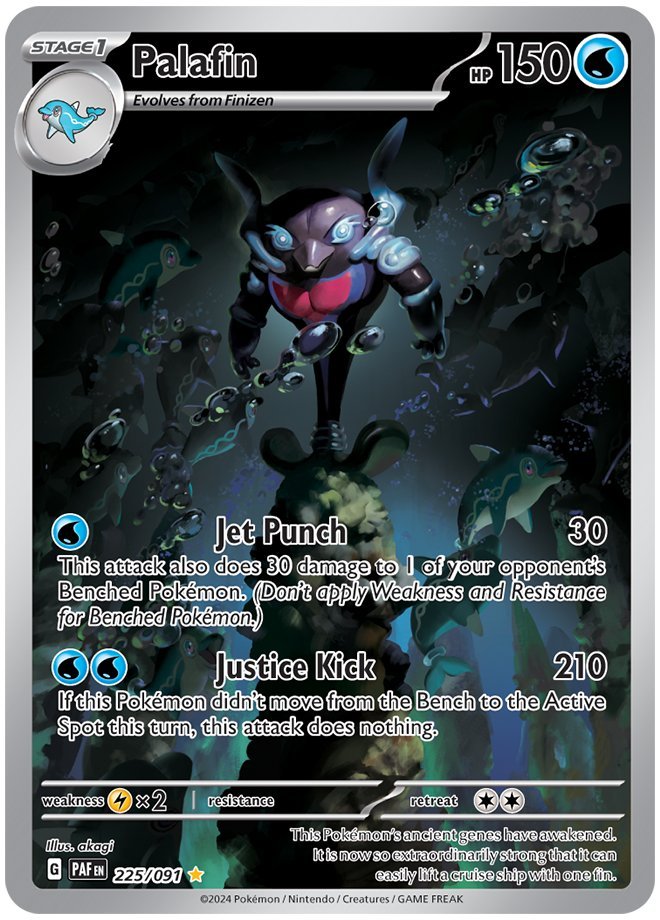 STAGE1
Palafin
HP 150
Evolves from Finizen
Jet Punch 30
This attack also does 30 damage to 1 of your opponent's
Benched Pokémon. (Don't apply Weakness and Resistance
for Benched Pokémon.)
Justice Kick 210
If this Pokémon didn't move from the Bench to the Active
Spot this turn, this attack does nothing.
weakness ×2 resistance retreat
Illus. akagi
This Pokémon's ancient genes have awakened.
It is now so extraordinarily strong that it can
easily lift a cruise ship with one fin.
G PAF EN 225/091
©2024 Pokémon / Nintendo / Creatures / GAME FREAK